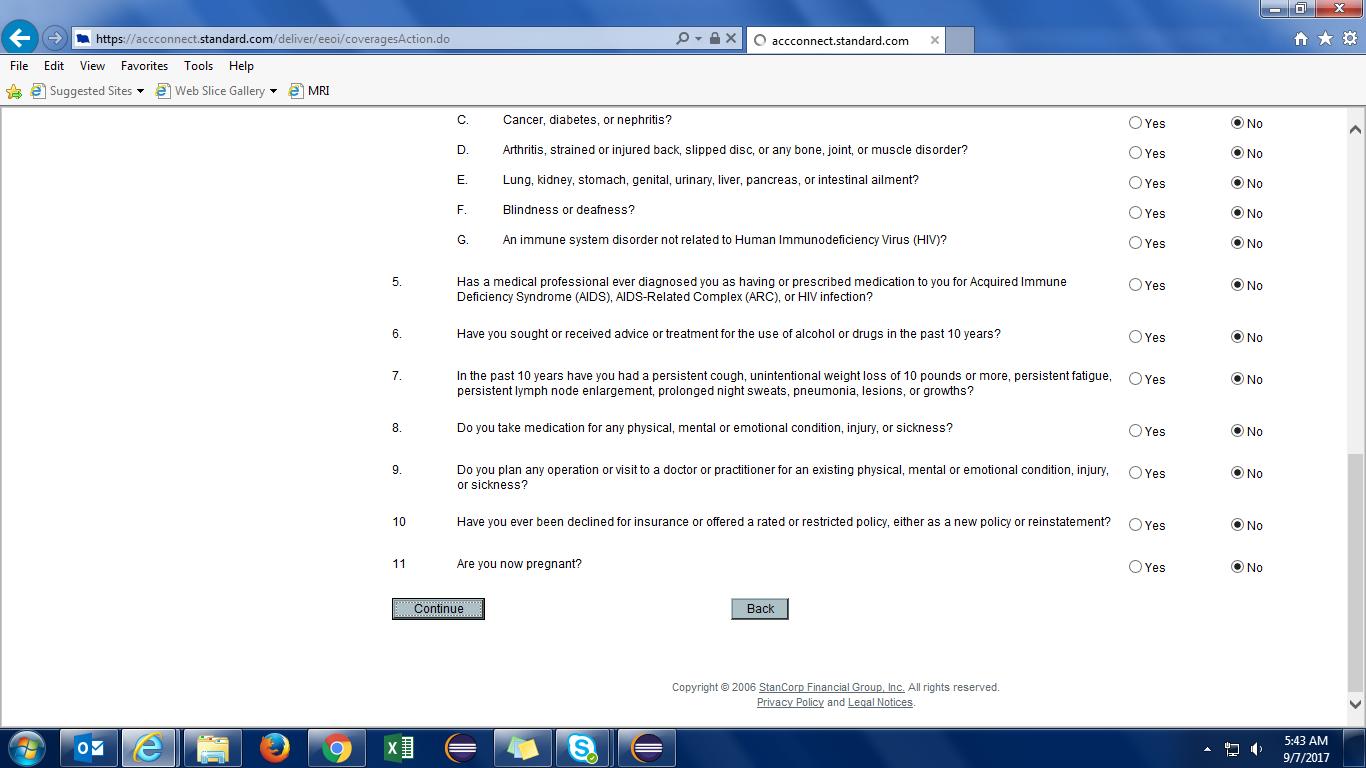 https://accconnect.standard.com/deliver/eeoi/coveragesAction.do
accconnect.standard.com
File Edit View Favorites Tools Help
Suggested Sites Web Slice Gallery MRI
C. Cancer, diabetes, or nephritis? Yes No
D. Arthritis, strained or injured back, slipped disc, or any bone, joint, or muscle disorder? Yes No
E. Lung, kidney, stomach, genital, urinary, liver, pancreas, or intestinal ailment? Yes No
F. Blindness or deafness? Yes No
G. An immune system disorder not related to Human Immunodeficiency Virus (HIV)? Yes No
5. Has a medical professional ever diagnosed you as having or prescribed medication to you for Acquired Immune
Deficiency Syndrome (AIDS), AIDS-Related Complex (ARC), or HIV infection? Yes No
6. Have you sought or received advice or treatment for the use of alcohol or drugs in the past 10 years? Yes No
7. In the past 10 years have you had a persistent cough, unintentional weight loss of 10 pounds or more, persistent fatigue,
persistent lymph node enlargement, prolonged night sweats, pneumonia, lesions, or growths? Yes No
8. Do you take medication for any physical, mental or emotional condition, injury, or sickness? Yes No
9. Do you plan any operation or visit to a doctor or practitioner for an existing physical, mental or emotional condition, injury,
or sickness? Yes No
10 Have you ever been declined for insurance or offered a rated or restricted policy, either as a new policy or reinstatement? Yes No
11 Are you now pregnant? Yes No
Continue Back
Copyright © 2006 StanCorp Financial Group, Inc. All rights reserved.
Privacy Policy and Legal Notices.
5:43 AM
9/7/2017